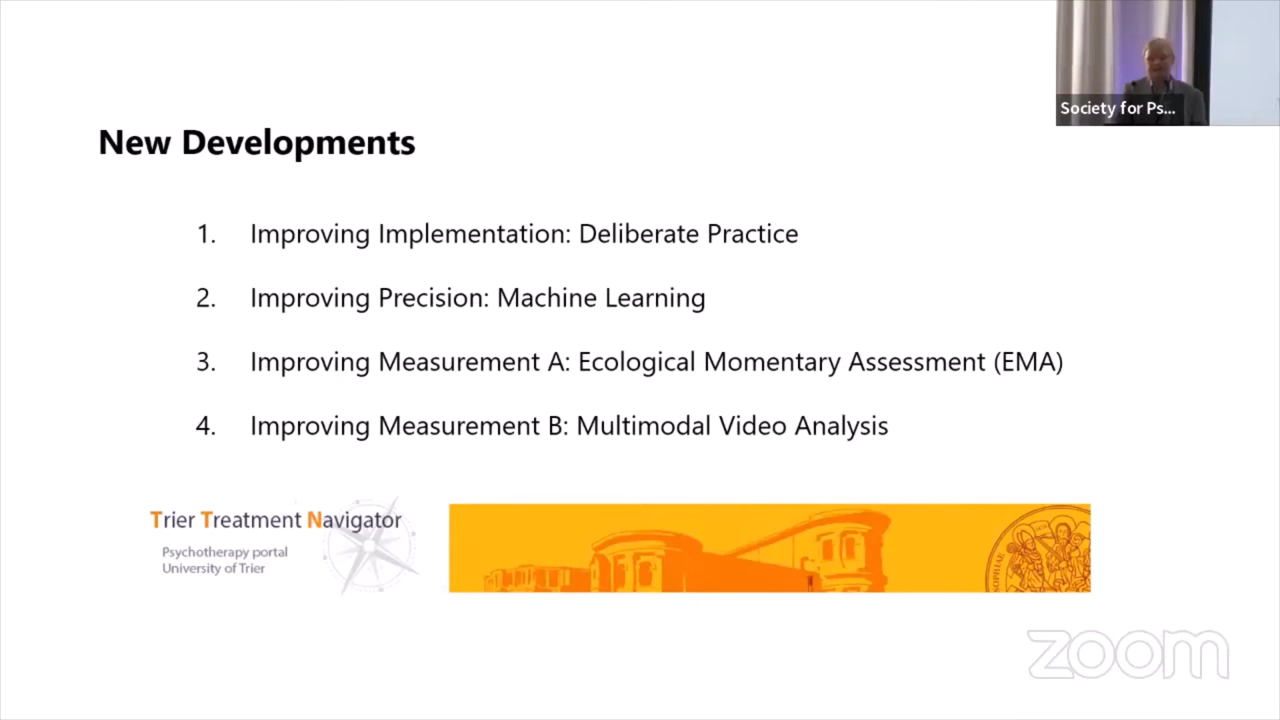 Society for Ps...
New Developments
1. Improving Implementation: Deliberate Practice
2. Improving Precision: Machine Learning
3. Improving Measurement A: Ecological Momentary Assessment (EMA)
4. Improving Measurement B: Multimodal Video Analysis
Trier Treatment Navigator
Psychotherapy portal
University of Trier
zoom